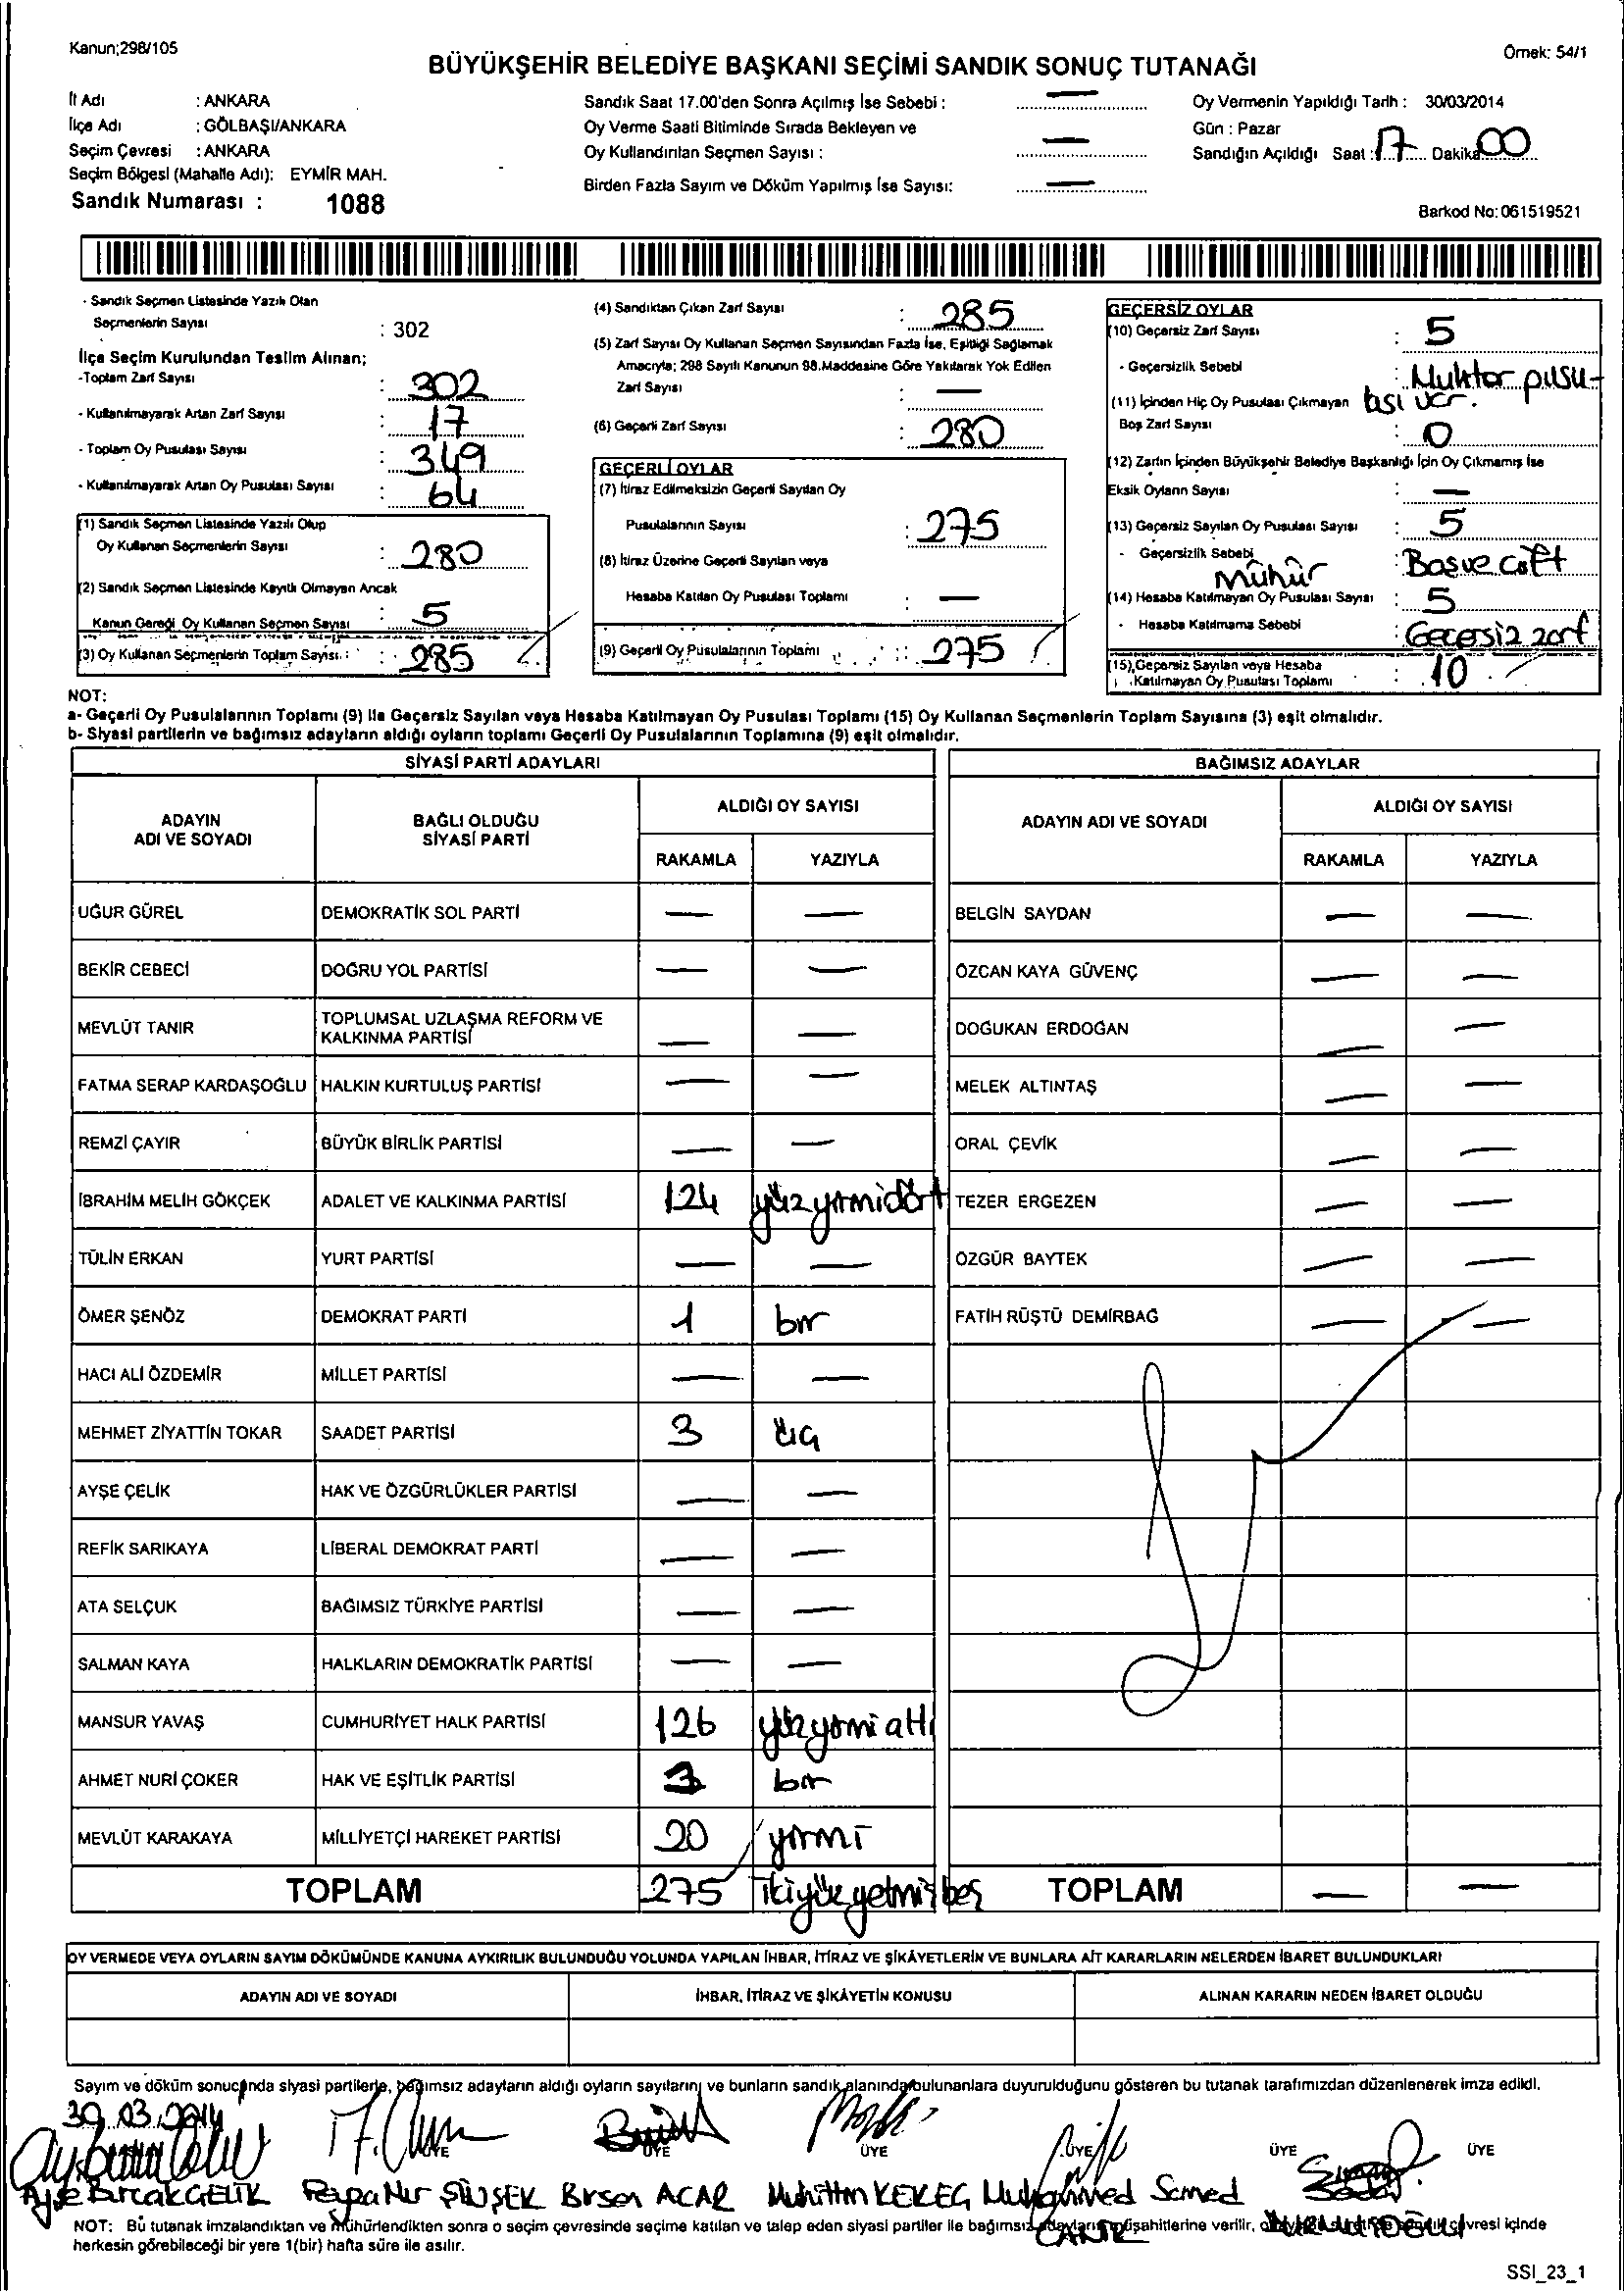 Kanun;298/105
Örnek: 54/1
BÜYÜKŞEHİR BELEDİYE BAŞKANI SEÇİMİ SANDIK SONUÇ TUTANAĞI
İl Adı : ANKARA
İlçe Adı : GÖLBAŞI/ANKARA
Seçim Çevresi : ANKARA
Seçim Bölgesi (Mahalle Adı): EYMİR MAH.
Sandık Numarası : 1088
Sandık Saat 17.00'den Sonra Açılmış İse Sebebi : —
Oy Verme Saati Bitiminde Sırada Bekleyen ve
Oy Kullandırılan Seçmen Sayısı : —
Birden Fazla Sayım ve Döküm Yapılmış İse Sayısı: —
Oy Vermenin Yapıldığı Tarih : 30/03/2014
Gün : Pazar
Sandığın Açıldığı Saat : 17 Dakika 00
Barkod No: 061519521
- Sandık Seçmen Listesinde Yazılı Olan
Seçmenlerin Sayısı : 302
İlçe Seçim Kurulundan Teslim Alınan;
-Toplam Zarf Sayısı : 302
- Kullanılmayarak Artan Zarf Sayısı : 17
- Toplam Oy Pusulası Sayısı : 349
- Kullanılmayarak Artan Oy Pusulası Sayısı : 64
(1) Sandık Seçmen Listesinde Yazılı Olup
Oy Kullanan Seçmenlerin Sayısı : 280
(2) Sandık Seçmen Listesinde Kayıtlı Olmayan Ancak
Kanun Gereği Oy Kullanan Seçmen Sayısı : 5
(3) Oy Kullanan Seçmenlerin Toplam Sayısı : 285
(4) Sandıktan Çıkan Zarf Sayısı : 285
(5) Zarf Sayısı Oy Kullanan Seçmen Sayısından Fazla İse, Eşitliği Sağlamak
Amacıyla; 298 Sayılı Kanunun 98.Maddesine Göre Yakılarak Yok Edilen
Zarf Sayısı : —
(6) Geçerli Zarf Sayısı : 280
GEÇERLİ OYLAR
(7) İtiraz Edilmeksizin Geçerli Sayılan Oy
Pusulalarının Sayısı : 275
(8) İtiraz Üzerine Geçerli Sayılan veya
Hesaba Katılan Oy Pusulası Toplamı : —
(9) Geçerli Oy Pusulalarının Toplamı : 275
GEÇERSİZ OYLAR
(10) Geçersiz Zarf Sayısı : 5
- Geçersizlik Sebebi : Muhtar pusu-
lası var.
(11) İçinden Hiç Oy Pusulası Çıkmayan
Boş Zarf Sayısı : 0
(12) Zarfın İçinden Büyükşehir Belediye Başkanlığı İçin Oy Çıkmamış İse
Eksik Oyların Sayısı : —
(13) Geçersiz Sayılan Oy Pusulası Sayısı : 5
- Geçersizlik Sebebi : Boş ve çift
mühür
(14) Hesaba Katılmayan Oy Pusulası Sayısı : 5
- Hesaba Katılmama Sebebi : Geçersiz zarf
(15) Geçersiz Sayılan veya Hesaba
Katılmayan Oy Pusulası Toplamı : 10
NOT:
a- Geçerli Oy Pusulalarının Toplamı (9) ile Geçersiz Sayılan veya Hesaba Katılmayan Oy Pusulası Toplamı (15) Oy Kullanan Seçmenlerin Toplam Sayısına (3) eşit olmalıdır.
b- Siyasi partilerin ve bağımsız adayların aldığı oyların toplamı Geçerli Oy Pusulalarının Toplamına (9) eşit olmalıdır.
SİYASİ PARTİ ADAYLARI
ADAYIN ADI VE SOYADI BAĞLI OLDUĞU SİYASİ PARTİ ALDIĞI OY SAYISI
RAKAMLA YAZIYLA
UĞUR GÜREL DEMOKRATİK SOL PARTİ — —
BEKİR CEBECİ DOĞRU YOL PARTİSİ — —
MEVLÜT TANIR TOPLUMSAL UZLAŞMA REFORM VE KALKINMA PARTİSİ — —
FATMA SERAP KARDAŞOĞLU HALKIN KURTULUŞ PARTİSİ — —
REMZİ ÇAYIR BÜYÜK BİRLİK PARTİSİ — —
İBRAHİM MELİH GÖKÇEK ADALET VE KALKINMA PARTİSİ 124 yüzyirmidört
TÜLİN ERKAN YURT PARTİSİ — —
ÖMER ŞENÖZ DEMOKRAT PARTİ 1 bir
HACI ALİ ÖZDEMİR MİLLET PARTİSİ — —
MEHMET ZİYATTİN TOKAR SAADET PARTİSİ 3 üç
AYŞE ÇELİK HAK VE ÖZGÜRLÜKLER PARTİSİ — —
REFİK SARIKAYA LİBERAL DEMOKRAT PARTİ — —
ATA SELÇUK BAĞIMSIZ TÜRKİYE PARTİSİ — —
SALMAN KAYA HALKLARIN DEMOKRATİK PARTİSİ — —
MANSUR YAVAŞ CUMHURİYET HALK PARTİSİ 126 yüzyirmi altı
AHMET NURİ ÇOKER HAK VE EŞİTLİK PARTİSİ bir
MEVLÜT KARAKAYA MİLLİYETÇİ HAREKET PARTİSİ 20 yirmi
TOPLAM 275 ikiyüzyetmişbeş
BAĞIMSIZ ADAYLAR
ADAYIN ADI VE SOYADI ALDIĞI OY SAYISI
RAKAMLA YAZIYLA
BELGİN SAYDAN — —
ÖZCAN KAYA GÜVENÇ — —
DOĞUKAN ERDOĞAN — —
MELEK ALTINTAŞ — —
ORAL ÇEVİK — —
TEZER ERGEZEN — —
ÖZGÜR BAYTEK — —
FATİH RÜŞTÜ DEMİRBAĞ — —
TOPLAM — —
OY VERMEDE VEYA OYLARIN SAYIM DÖKÜMÜNDE KANUNA AYKIRILIK BULUNDUĞU YOLUNDA YAPILAN İHBAR, İTİRAZ VE ŞİKÂYETLERİN VE BUNLARA AİT KARARLARIN NELERDEN İBARET BULUNDUKLARI
ADAYIN ADI VE SOYADI İHBAR, İTİRAZ VE ŞİKÂYETİN KONUSU ALINAN KARARIN NEDEN İBARET OLDUĞU
Sayım ve döküm sonucunda siyasi partilerle, bağımsız adayların aldığı oyların sayılarını ve bunların sandık alanında bulunanlara duyurulduğunu gösteren bu tutanak tarafımızdan düzenlenerek imza edildi.
30.03.2014
ÜYE ÜYE ÜYE ÜYE ÜYE ÜYE
Ayşe Burcak ÇELİK Nur ŞİMŞEK Birsen ACAR Muhittin Muhammed Samed
NOT: Bu tutanak imzalandıktan ve mühürlendikten sonra o seçim çevresinde seçime katılan ve talep eden siyasi partiler ile bağımsız adayların müşahitlerine verilir, çevresi içinde
herkesin görebileceği bir yere 1(bir) hafta süre ile asılır.
SSI_23_1